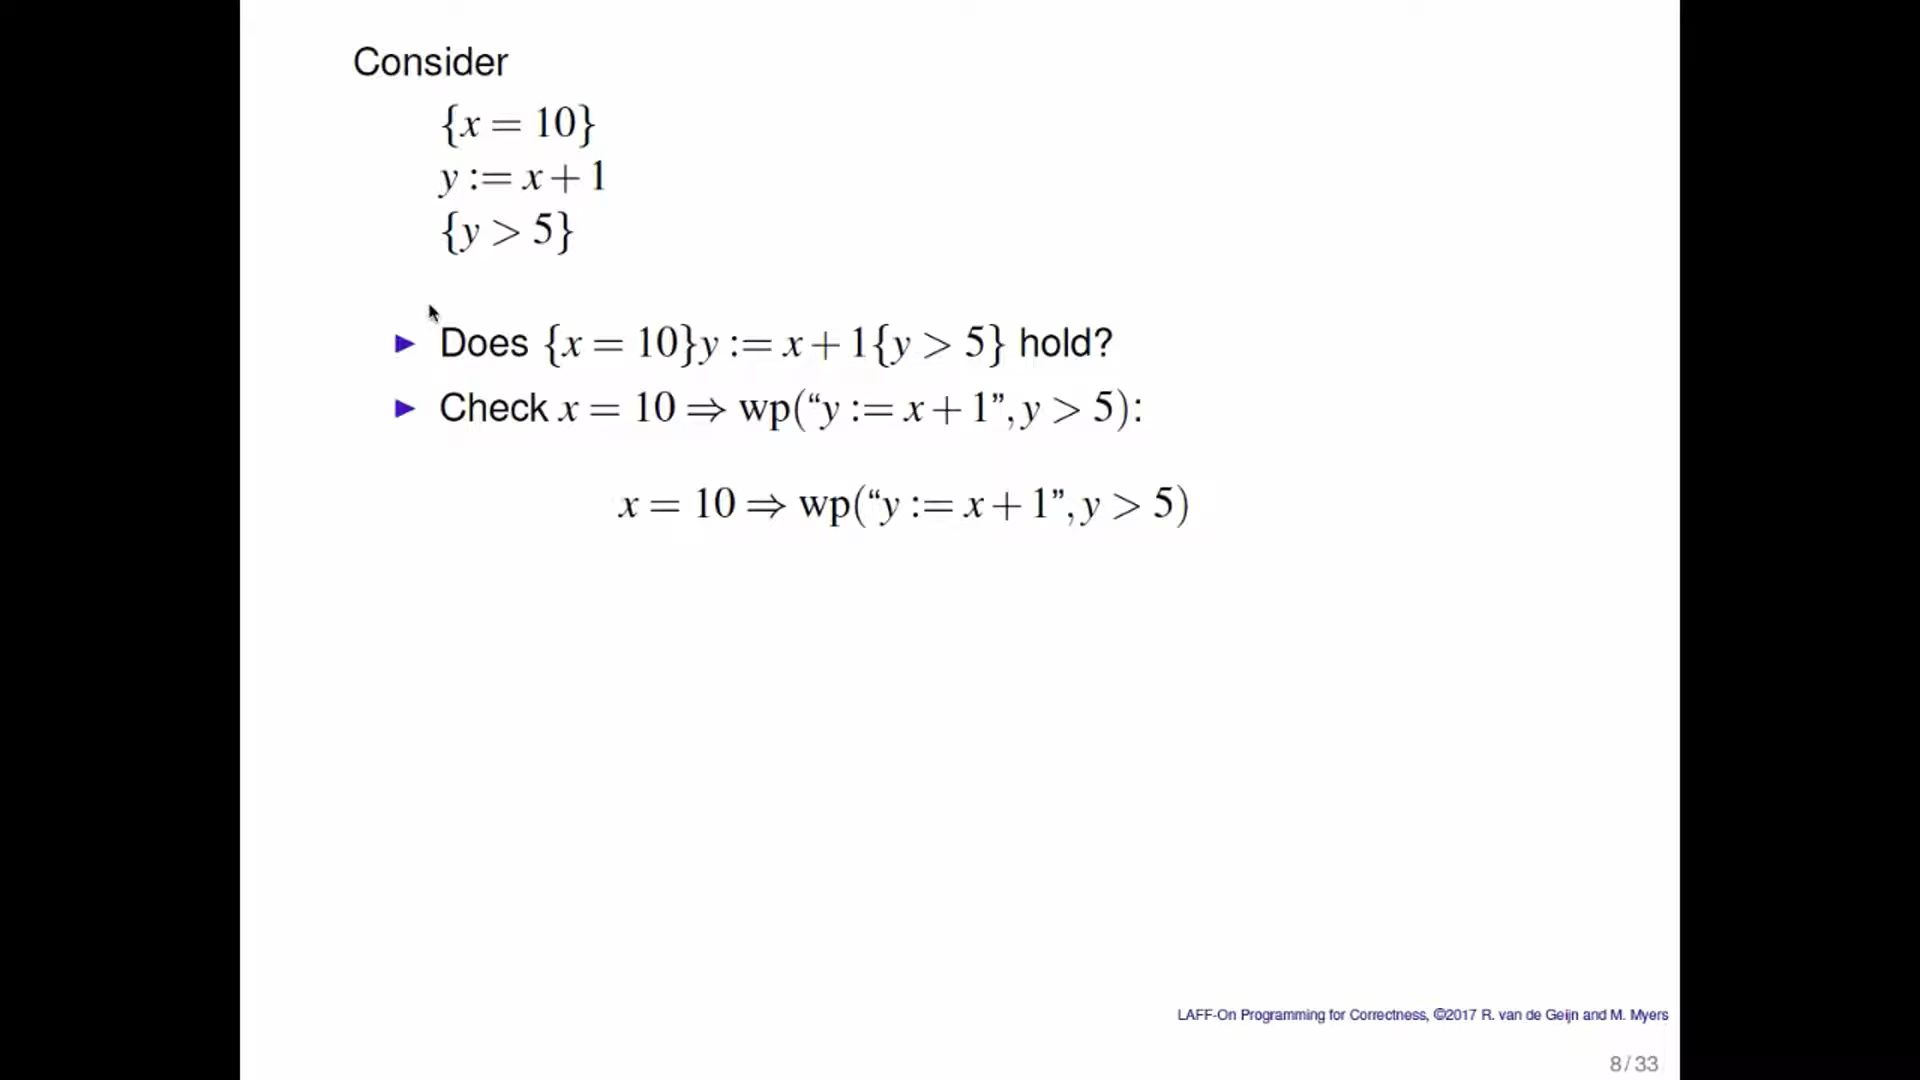 Consider
{x = 10}
y := x + 1
{y > 5}
▶ Does {x = 10}y := x + 1{y > 5} hold?
▶ Check x = 10 ⇒ wp(“y := x + 1”, y > 5):
x = 10 ⇒ wp(“y := x + 1”, y > 5)
LAFF-On Programming for Correctness, ©2017 R. van de Geijn and M. Myers
8 / 33